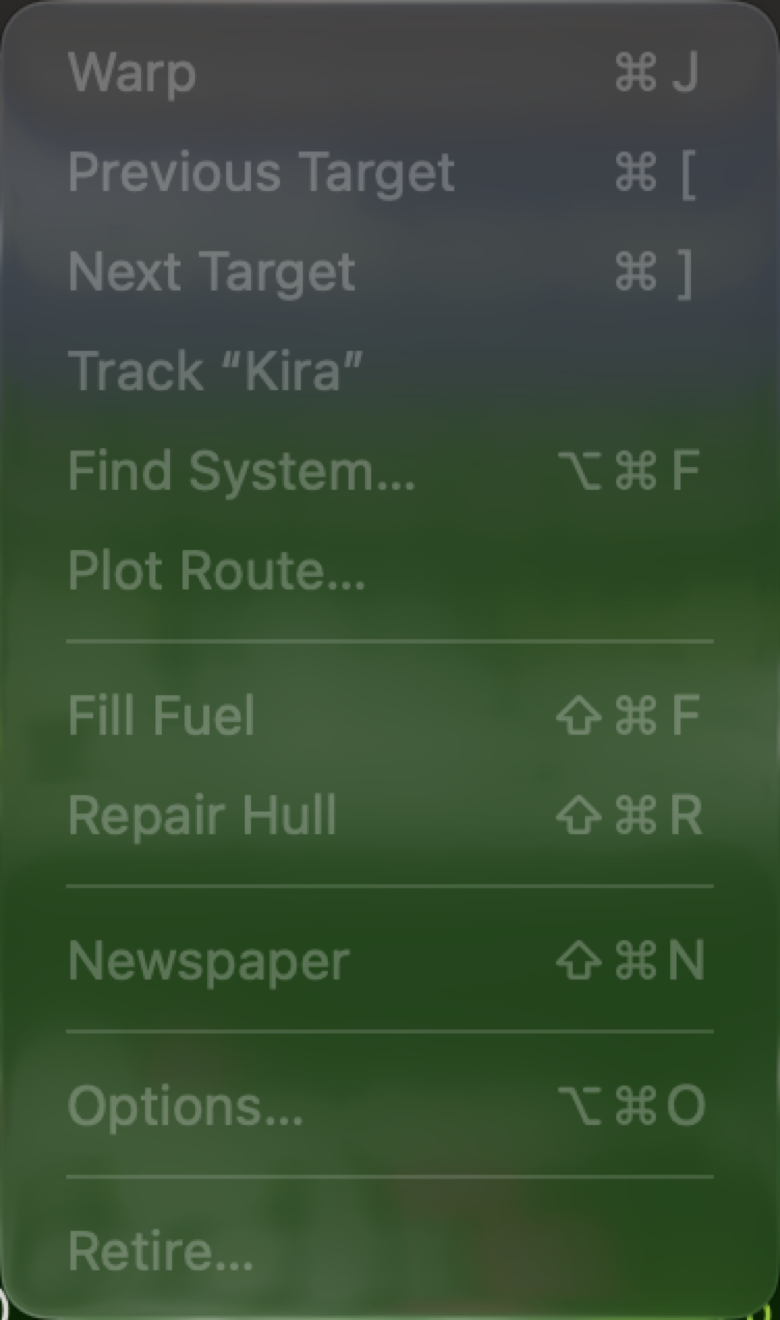 Warp ⌘ J
Previous Target ⌘ [
Next Target ⌘ ]
Track “Kira”
Find System… ⌥ ⌘ F
Plot Route…
Fill Fuel ⇧ ⌘ F
Repair Hull ⇧ ⌘ R
Newspaper ⇧ ⌘ N
Options… ⌥ ⌘ O
Retire…